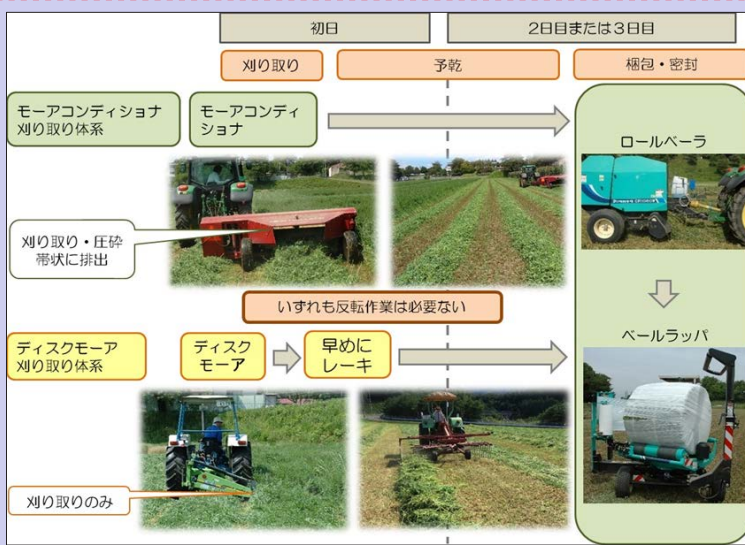 初日
2日目または3日目
刈り取り
予乾
梱包・密封
モーアコンディショナ
刈り取り体系
モーアコンディ
ショナ
ロールベーラ
刈り取り・圧砕
帯状に排出
いずれも反転作業は必要ない
ディスクモーア
刈り取り体系
ディスク
モーア
早めに
レーキ
ベールラッパ
刈り取りのみ